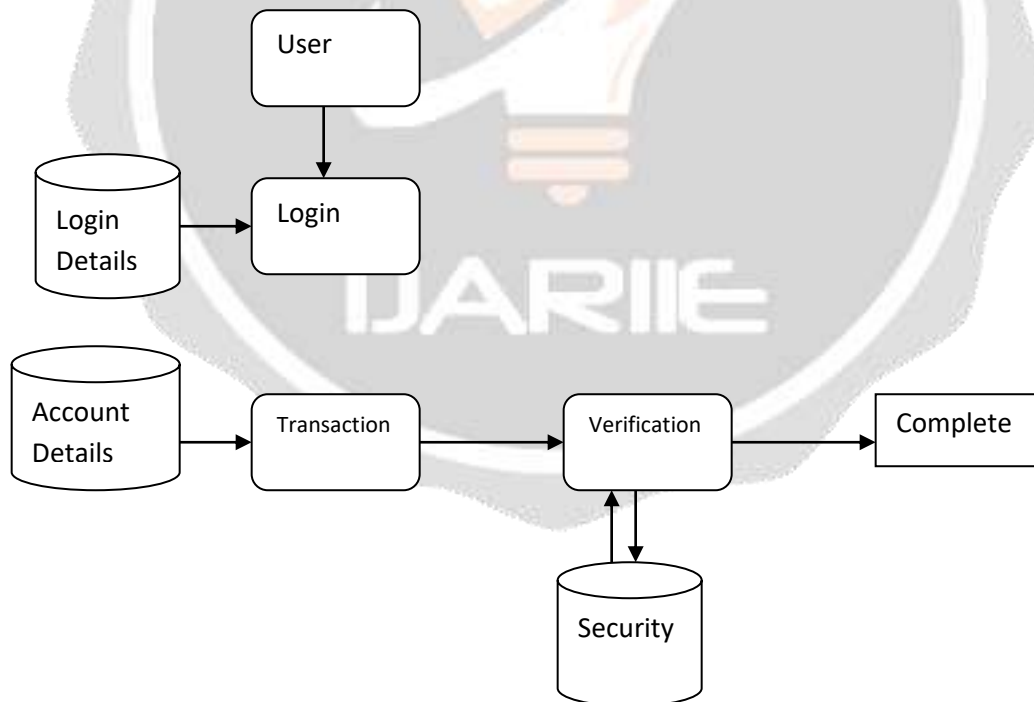 User
Login
Details
Login
IJARIIE
Account
Details
Transaction
Verification
Complete
Security